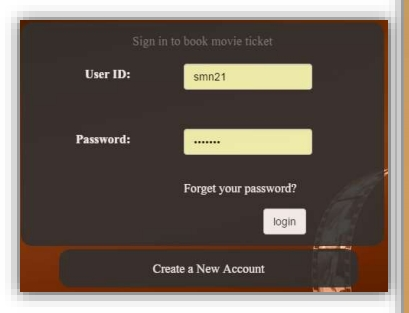 Sign in to book movie ticket
User ID: smn21
Password: •••••••
Forget your password?
login
Create a New Account